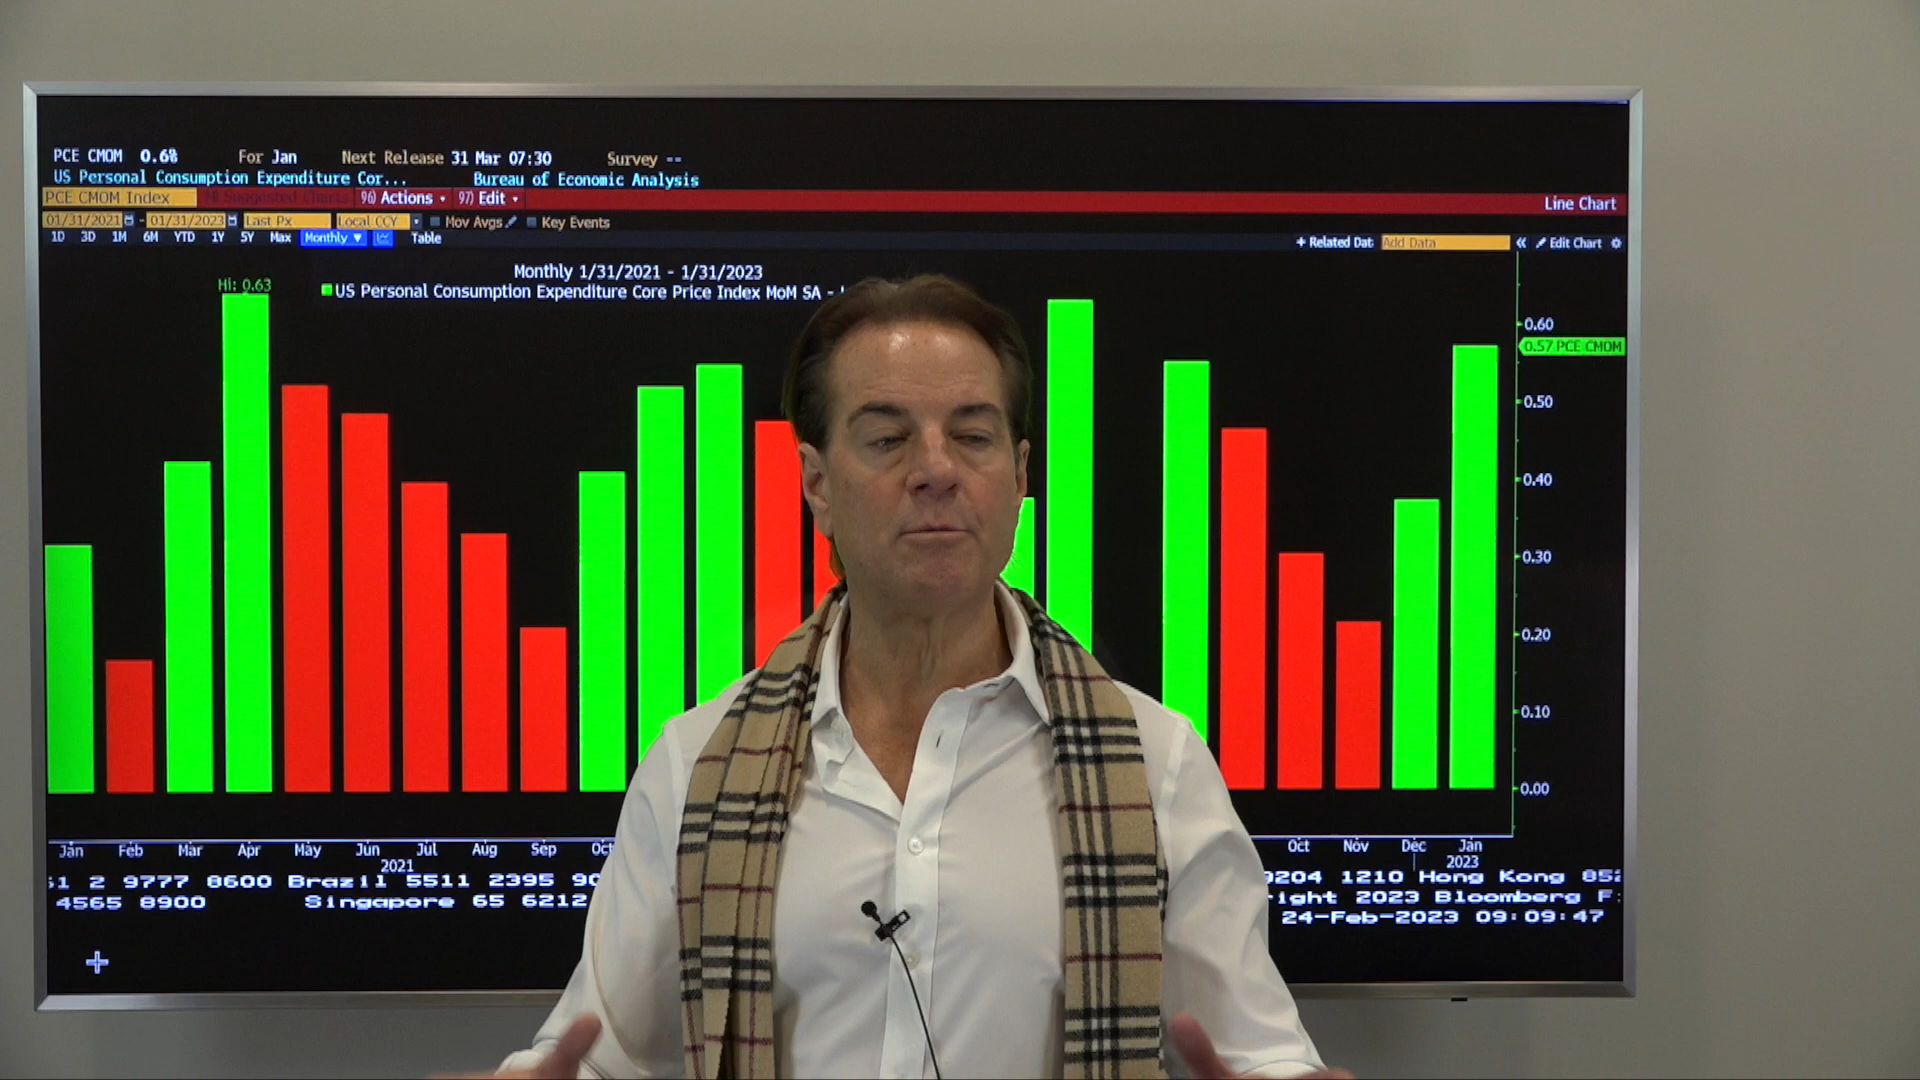 PCE CMOM 0.6% For Jan Next Release 31 Mar 07:30 Survey --
US Personal Consumption Expenditure Cor... Bureau of Economic Analysis
PCE CMOM Index Suggested Charts 96) Actions 97) Edit Line Chart
01/31/2021 - 01/31/2023 Last Px Local CCY Mov Avgs Key Events
1D 3D 1M 6M YTD 1Y 5Y Max Monthly ▼ Table + Related Dat Add Data « Edit Chart
Monthly 1/31/2021 - 1/31/2023
Hi: 0.63
US Personal Consumption Expenditure Core Price Index MoM SA -
0.60
0.57 PCE CMOM
0.50
0.40
0.30
0.20
0.10
0.00
Jan Feb Mar Apr May Jun Jul Aug Sep Oct Oct Nov Dec Jan
2021 2023
61 2 9777 8600 Brazil 5511 2395 90 9204 1210 Hong Kong 852
4565 8900 Singapore 65 6212 right 2023 Bloomberg F
24-Feb-2023 09:09:47